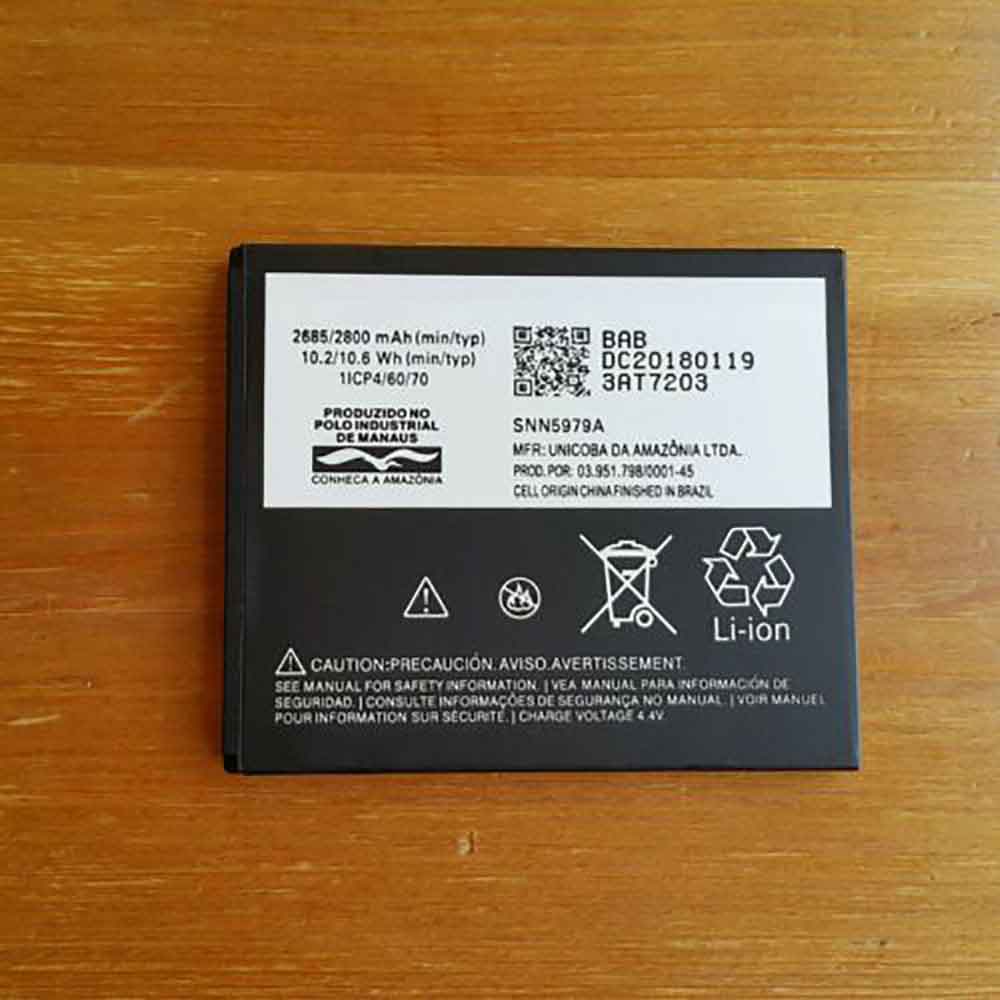 2685/2800 mAh (min/typ)
10.2/10.6 Wh (min/typ)
1ICP4/60/70
PRODUZIDO NO
POLO INDUSTRIAL
DE MANAUS
CONHECA A AMAZÔNIA
BAB
DC20180119
3AT7203
SNN5979A
MFR: UNICOBA DA AMAZÔNIA LTDA.
PROD. POR: 03.951.798/0001-45
CELL ORIGIN CHINA FINISHED IN BRAZIL
Li-ion
CAUTION:PRECAUCIÓN.AVISO.AVERTISSEMENT.
SEE MANUAL FOR SAFETY INFORMATION. | VEA MANUAL PARA INFORMACIÓN DE
SEGURIDAD. | CONSULTE INFORMAÇÕES DE SEGURANÇA NO MANUAL. | VOIR MANUEL
POUR INFORMATION SUR SÉCURITÉ. | CHARGE VOLTAGE 4.4V